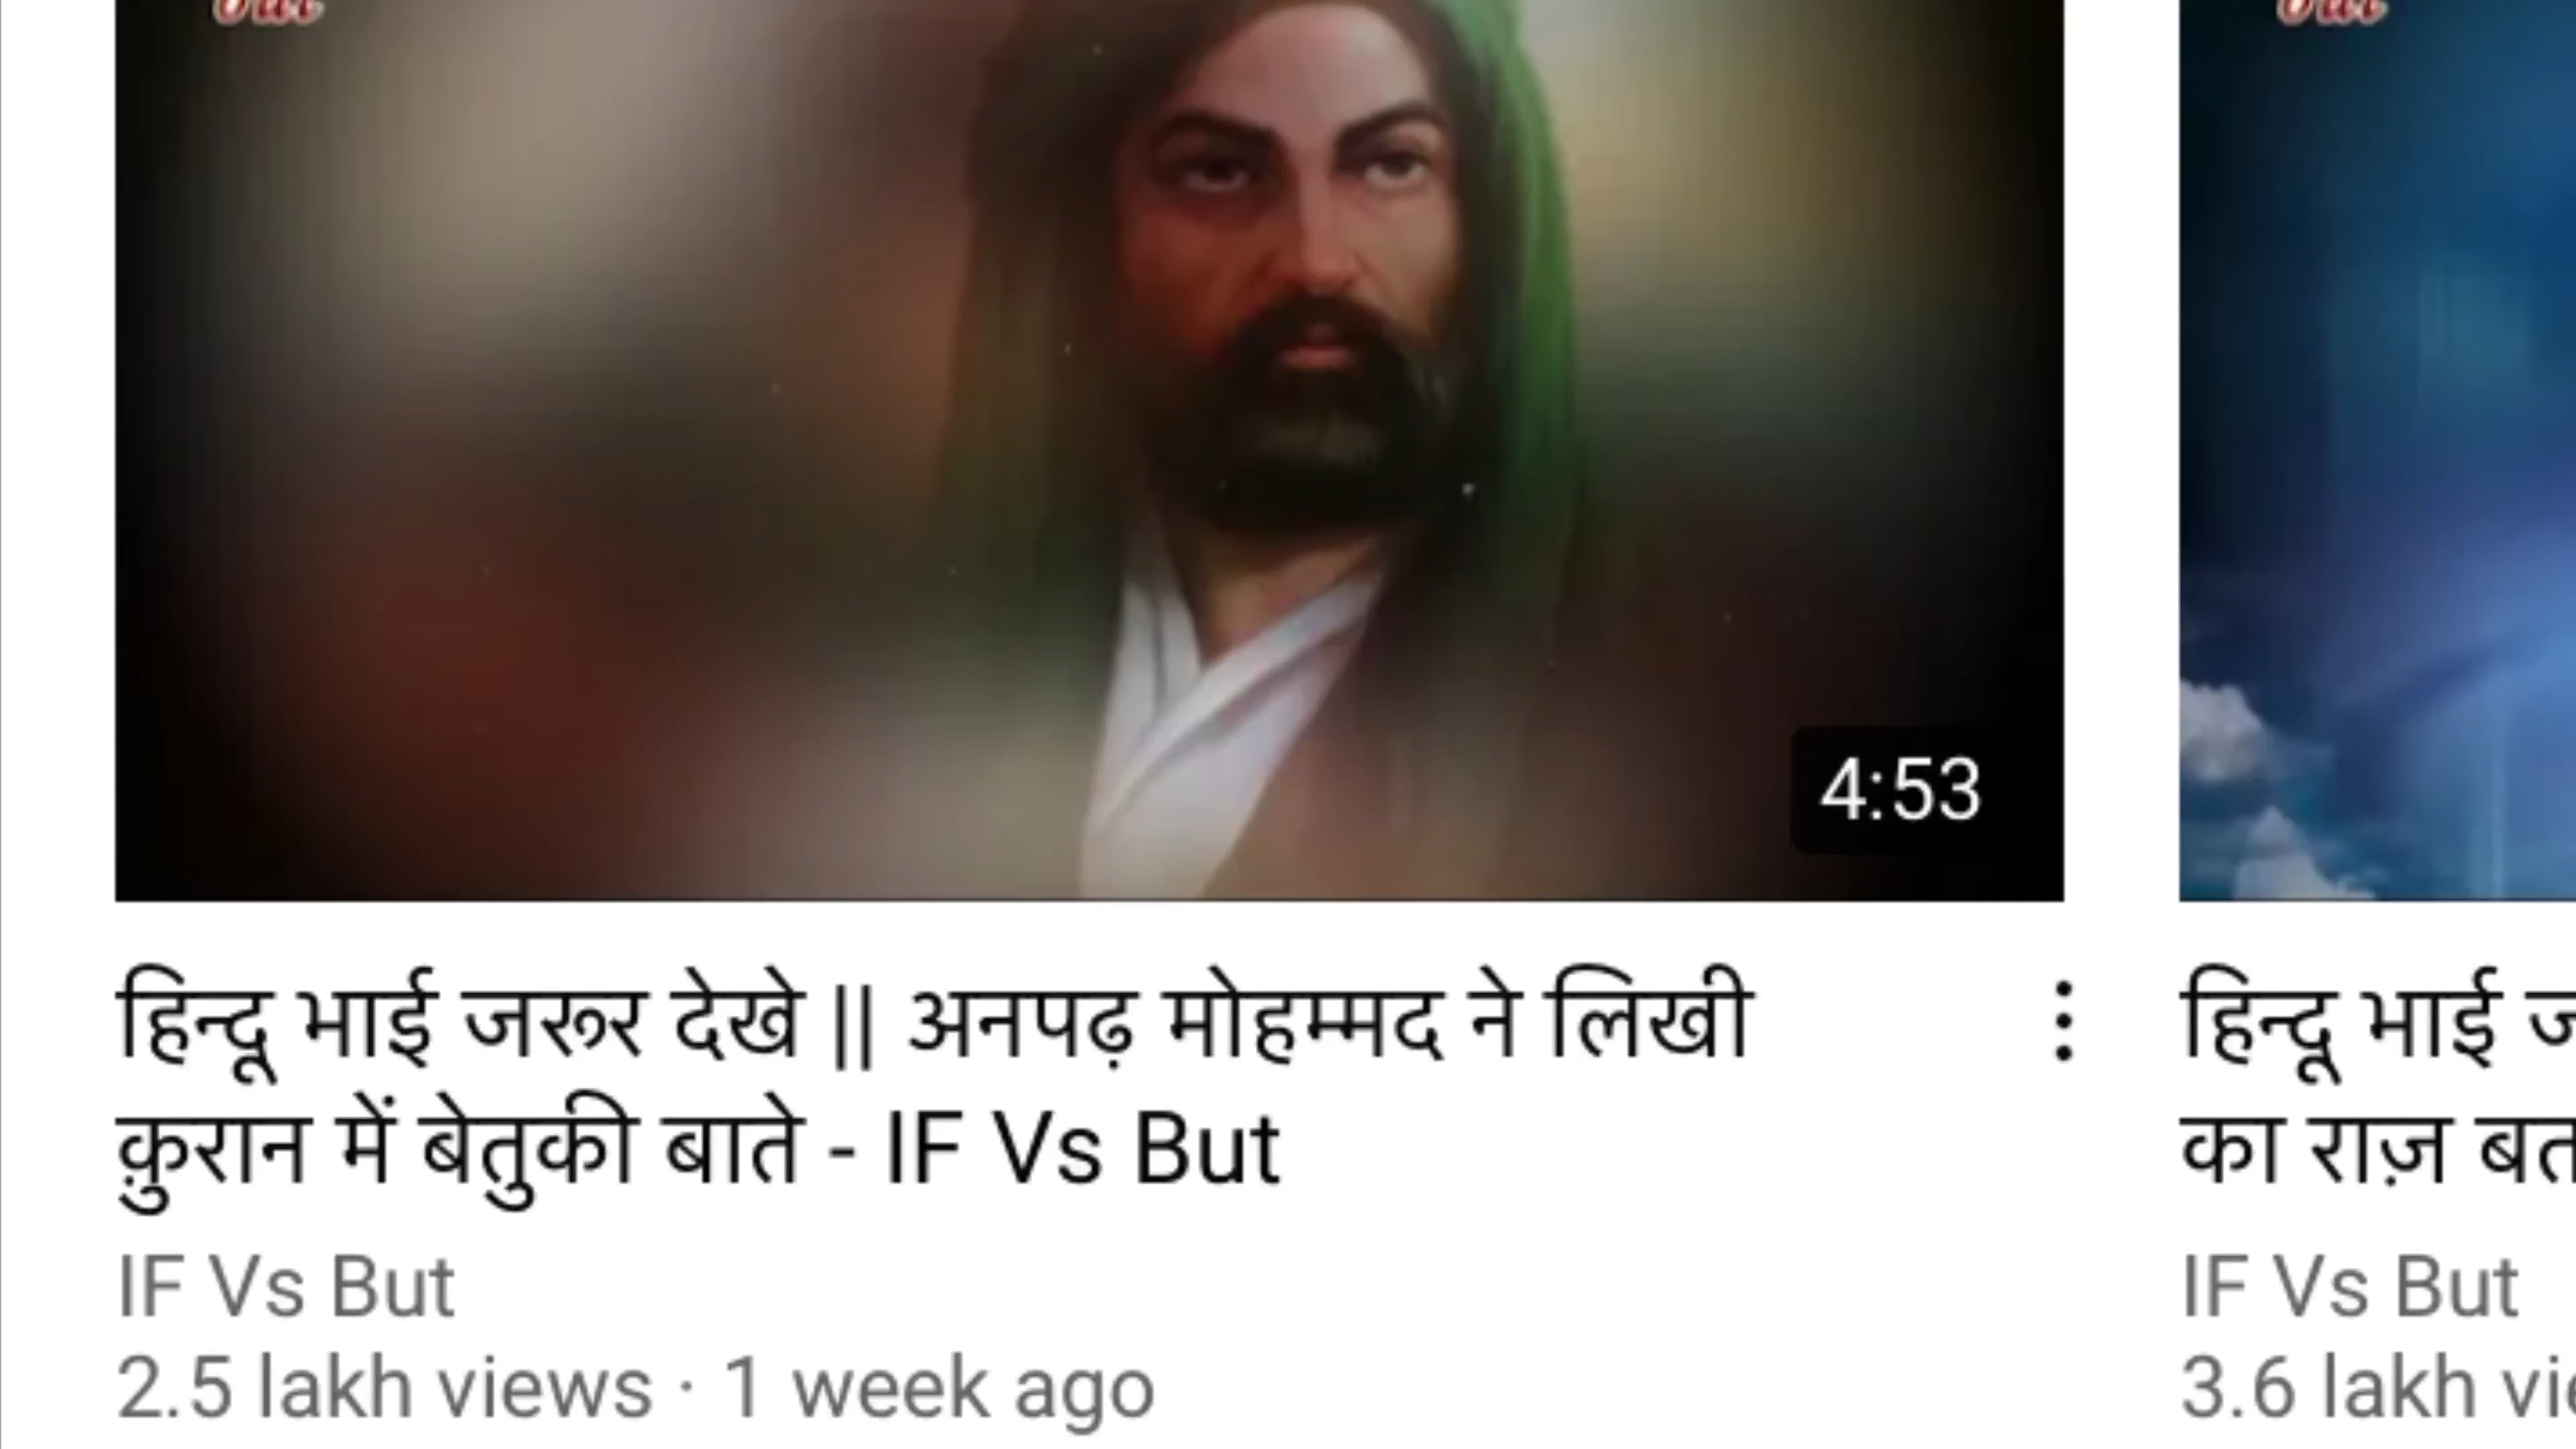 4:53
हिन्दू भाई जरूर देखे || अनपढ़ मोहम्मद ने लिखी
क़ुरान में बेतुकी बाते - IF Vs But
IF Vs But
2.5 lakh views · 1 week ago
हिन्दू भाई
का राज़
IF Vs But
3.6 lakh